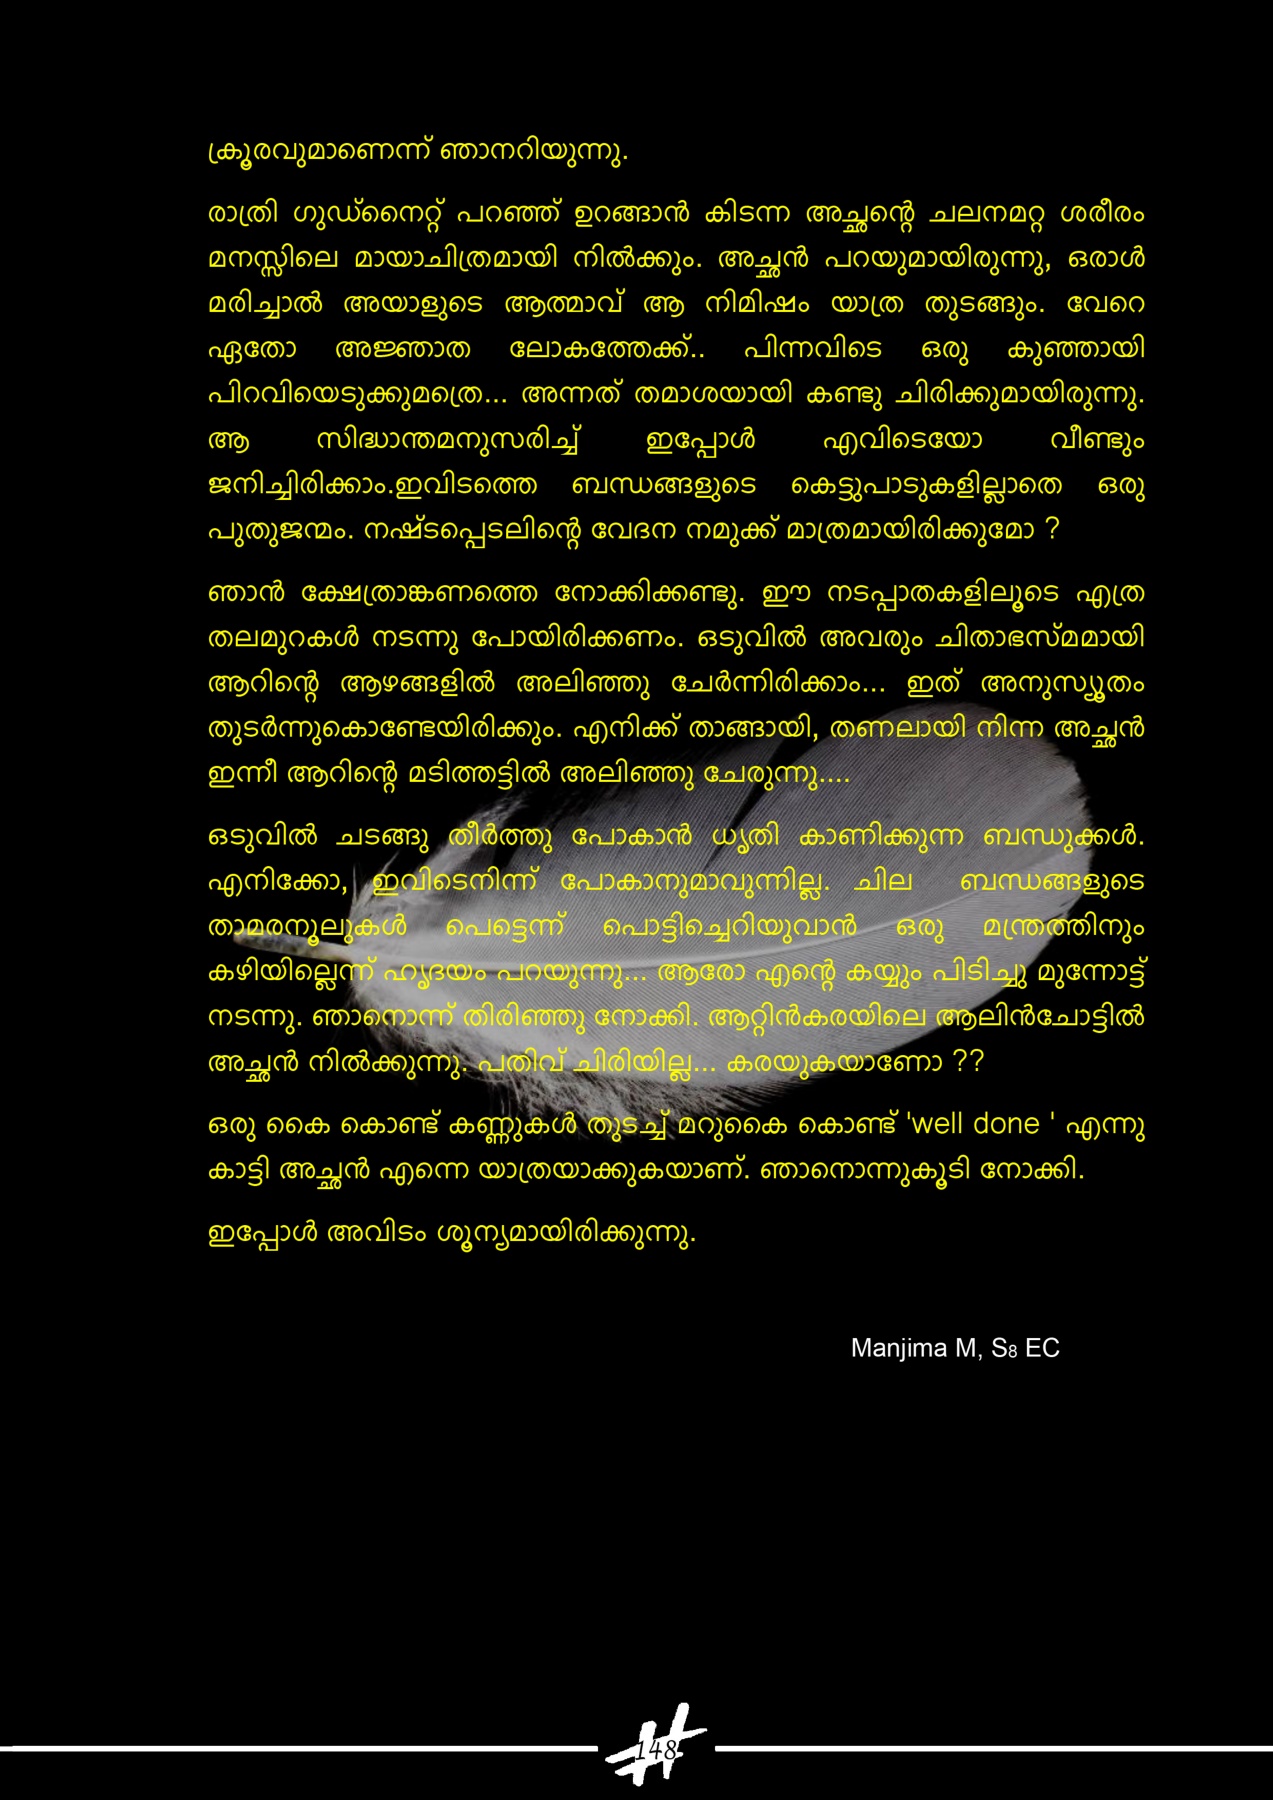 ക്രൂരവുമാണെന്ന് ഞാനറിയുന്നു.
രാത്രി ഗുഡ്നൈറ്റ് പറഞ്ഞ് ഉറങ്ങാൻ കിടന്ന അച്ഛന്റെ ചലനമറ്റ ശരീരം
മനസ്സിലെ മായാചിത്രമായി നിൽക്കും. അച്ഛൻ പറയുമായിരുന്നു, ഒരാൾ
മരിച്ചാൽ അയാളുടെ ആത്മാവ് ആ നിമിഷം യാത്ര തുടങ്ങും. വേറെ
ഏതോ അജ്ഞാത ലോകത്തേക്ക്.. പിന്നവിടെ ഒരു കുഞ്ഞായി
പിറവിയെടുക്കുമത്രെ... അന്നത് തമാശയായി കണ്ടു ചിരിക്കുമായിരുന്നു.
ആ സിദ്ധാന്തമനുസരിച്ച് ഇപ്പോൾ എവിടെയോ വീണ്ടും
ജനിച്ചിരിക്കാം.ഇവിടത്തെ ബന്ധങ്ങളുടെ കെട്ടുപാടുകളില്ലാതെ ഒരു
പുതുജന്മം. നഷ്ടപ്പെടലിന്റെ വേദന നമുക്ക് മാത്രമായിരിക്കുമോ ?
ഞാൻ ക്ഷേത്രാങ്കണത്തെ നോക്കിക്കണ്ടു. ഈ നടപ്പാതകളിലൂടെ എത്ര
തലമുറകൾ നടന്നു പോയിരിക്കണം. ഒടുവിൽ അവരും ചിതാഭസ്മമായി
ആറിന്റെ ആഴങ്ങളിൽ അലിഞ്ഞു ചേർന്നിരിക്കാം... ഇത് അനുസ്യൂതം
തുടർന്നുകൊണ്ടേയിരിക്കും. എനിക്ക് താങ്ങായി, തണലായി നിന്ന അച്ഛൻ
ഇന്നീ ആറിന്റെ മടിത്തട്ടിൽ അലിഞ്ഞു ചേരുന്നു....
ഒടുവിൽ ചടങ്ങു തീർത്തു പോകാൻ ധൃതി കാണിക്കുന്ന ബന്ധുക്കൾ.
എനിക്കോ, ഇവിടെനിന്ന് പോകാനുമാവുന്നില്ല. ചില ബന്ധങ്ങളുടെ
താമരനൂലുകൾ പെട്ടെന്ന് പൊട്ടിച്ചെറിയുവാൻ ഒരു മന്ത്രത്തിനും
കഴിയില്ലെന്ന് ഹൃദയം പറയുന്നു... ആരോ എന്റെ കയ്യും പിടിച്ചു മുന്നോട്ട്
നടന്നു. ഞാനൊന്ന് തിരിഞ്ഞു നോക്കി. ആറ്റിൻകരയിലെ ആലിൻചോട്ടിൽ
അച്ഛൻ നിൽക്കുന്നു. പതിവ് ചിരിയില്ല... കരയുകയാണോ ??
ഒരു കൈ കൊണ്ട് കണ്ണുകൾ തുടച്ച് മറുകൈ കൊണ്ട് 'well done ' എന്നു
കാട്ടി അച്ഛൻ എന്നെ യാത്രയാക്കുകയാണ്. ഞാനൊന്നുകൂടി നോക്കി.
ഇപ്പോൾ അവിടം ശൂന്യമായിരിക്കുന്നു.
Manjima M, S8 EC
148